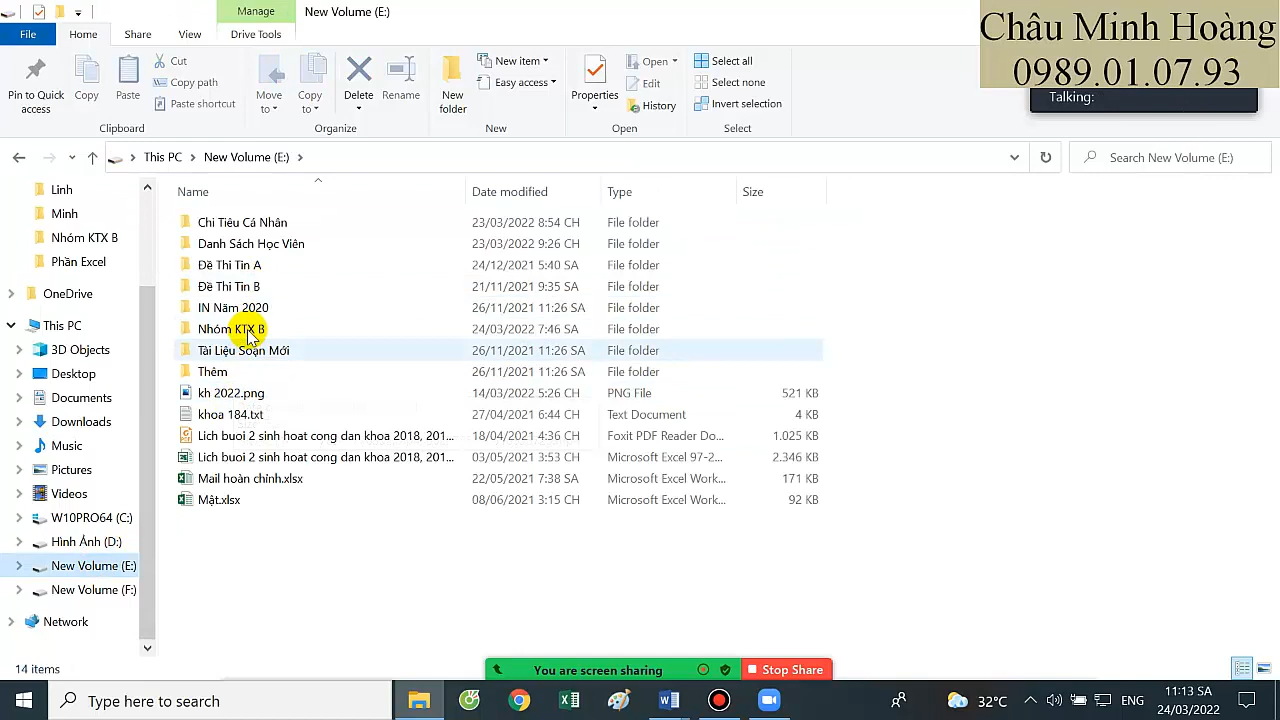 Manage
New Volume (E:)
Châu Minh Hoàng
0989.01.07.93
Talking:
File
Home
Share
View
Drive Tools
Pin to Quick access
Copy
Paste
Cut
Copy path
Paste shortcut
Clipboard
Move to
Copy to
Delete
Rename
Organize
New folder
New item
Easy access
New
Properties
Open
Edit
History
Open
Select all
Select none
Invert selection
Select
This PC > New Volume (E:) >
Search New Volume (E:)
Name Date modified Type Size
Chi Tiêu Cá Nhân 23/03/2022 8:54 CH File folder
Danh Sách Học Viên 23/03/2022 9:26 CH File folder
Đề Thi Tin A 24/12/2021 5:40 SA File folder
Đề Thi Tin B 21/11/2021 9:35 SA File folder
IN Năm 2020 26/11/2021 11:26 SA File folder
Nhóm KTX B 24/03/2022 7:46 SA File folder
Tài Liệu Soạn Mới 26/11/2021 11:26 SA File folder
Thêm 26/11/2021 11:26 SA File folder
kh 2022.png 14/03/2022 5:26 CH PNG File 521 KB
khoa 184.txt 27/04/2021 6:44 CH Text Document 4 KB
Lich buoi 2 sinh hoat cong dan khoa 2018, 201... 18/04/2021 4:36 CH Foxit PDF Reader Do... 1.025 KB
Lich buoi 2 sinh hoat cong dan khoa 2018, 201... 03/05/2021 3:53 CH Microsoft Excel 97-2... 2.346 KB
Mail hoàn chỉnh.xlsx 22/05/2021 7:38 SA Microsoft Excel Work... 171 KB
Mật.xlsx 08/06/2021 3:15 CH Microsoft Excel Work... 92 KB
Linh
Minh
Nhóm KTX B
Phần Excel
OneDrive
This PC
3D Objects
Desktop
Documents
Downloads
Music
Pictures
Videos
W10PRO64 (C:)
Hình Ảnh (D:)
New Volume (E:)
New Volume (F:)
Network
14 items
You are screen sharing
Stop Share
Type here to search
32°C
ENG
11:13 SA
24/03/2022